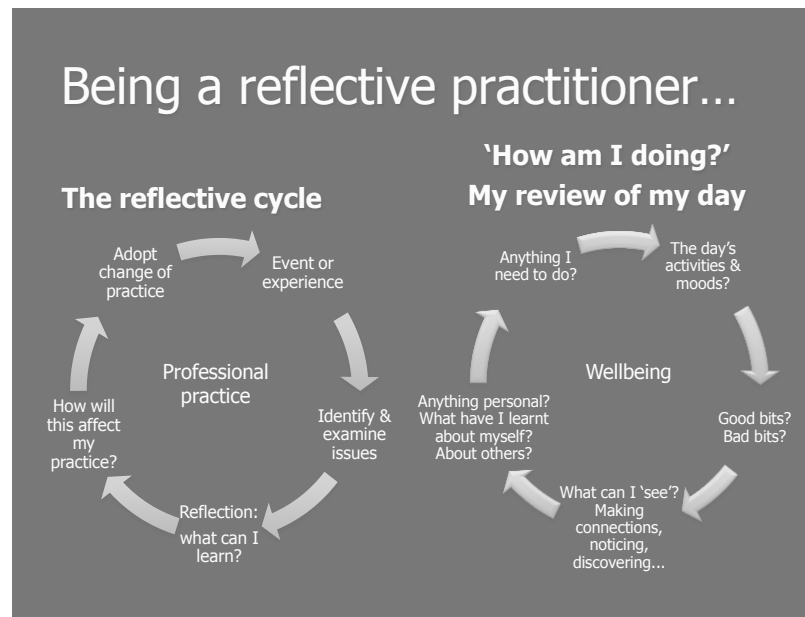 Being a reflective practitioner...
The reflective cycle
Event or
experience
Identify &
examine
issues
Reflection:
what can I
learn?
How will
this affect
my
practice?
Adopt
change of
practice
Professional
practice
‘How am I doing?’
My review of my day
The day’s
activities &
moods?
Good bits?
Bad bits?
What can I ‘see’?
Making
connections,
noticing,
discovering...
Anything personal?
What have I learnt
about myself?
About others?
Anything I
need to do?
Wellbeing